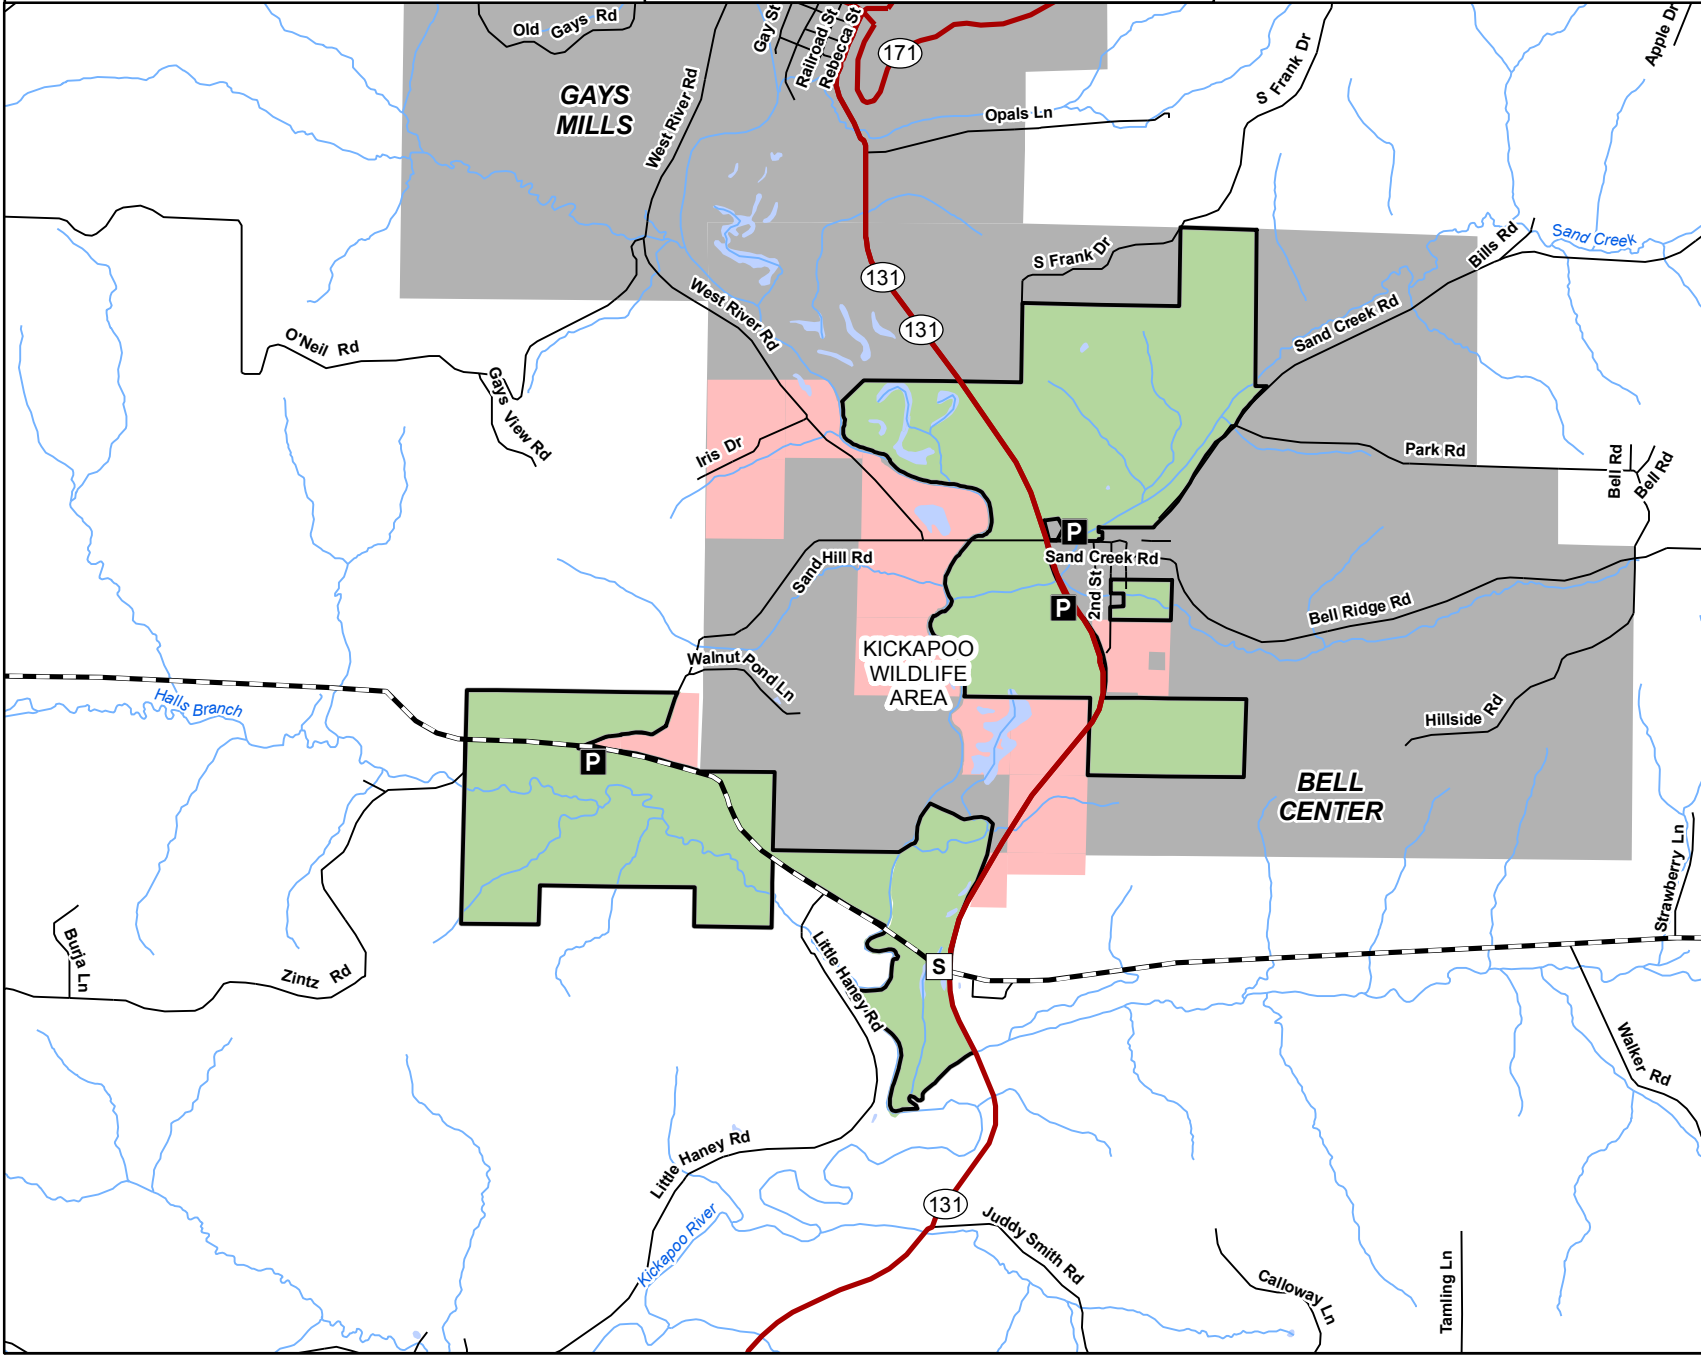 Old Gays Rd
Gay St
Railroad St
Rebecca St
171
S Frank Dr
Apple Dr
GAYS
MILLS
West River Rd
Opals Ln
S Frank Dr
Bills Rd
Sand Creek
131
West River Rd
131
Sand Creek Rd
O'Neil Rd
Gays View Rd
Iris Dr
Park Rd
Bell Rd
Bell Rd
P
Sand Hill Rd
Sand Creek Rd
2nd St
P
Bell Ridge Rd
KICKAPOO
WILDLIFE
AREA
Walnut Pond Ln
Halls Branch
Hillside Rd
P
BELL
CENTER
Strawberry Ln
Burja Ln
Zintz Rd
Little Haney Rd
S
Walker Rd
Little Haney Rd
Kickapoo River
131
Juddy Smith Rd
Calloway Ln
Tamling Ln